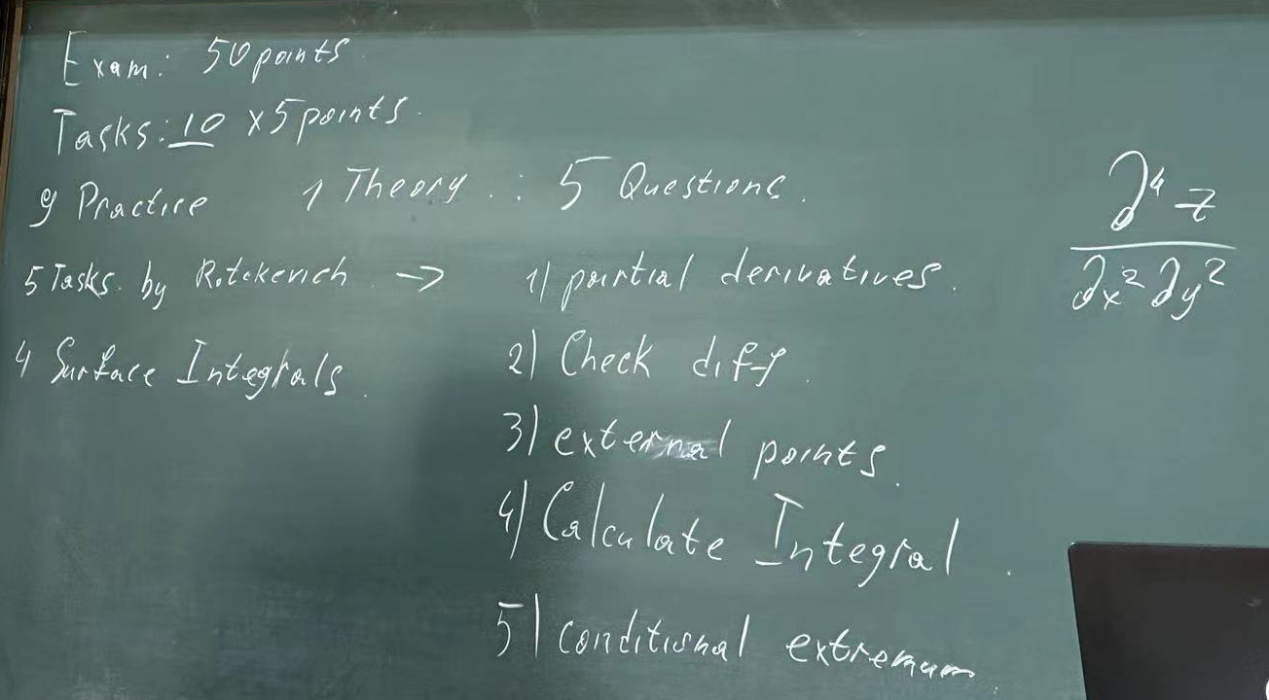 Exam: 50 points
Tasks: 10 x 5 points.
9 Practice 1 Theory : 5 Questions.
5 Tasks. by Rotekevich → 1) partial derivatives.
4 Surface Integrals.
2) Check diff.
3) external points.
4) Calculate Integral.
5) conditional extremum.
∂⁴z
∂x²∂y²